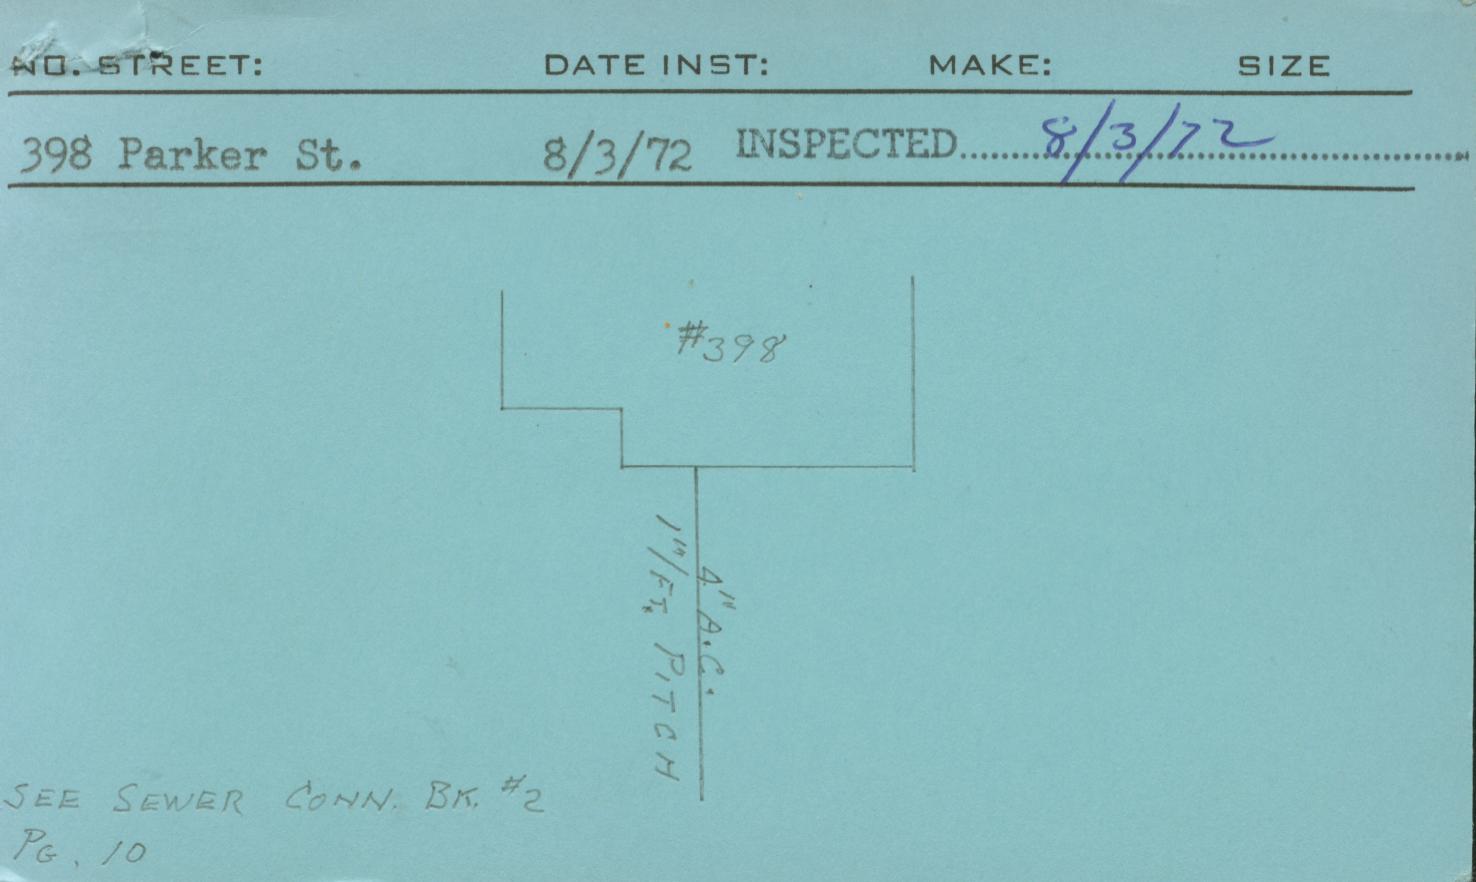 NO. STREET: DATE INST: MAKE: SIZE
398 Parker St. 8/3/72 INSPECTED 8/3/72
#398
4" A.C.
1"/FT. PITCH
SEE SEWER CONN. BK. #2
PG. 10